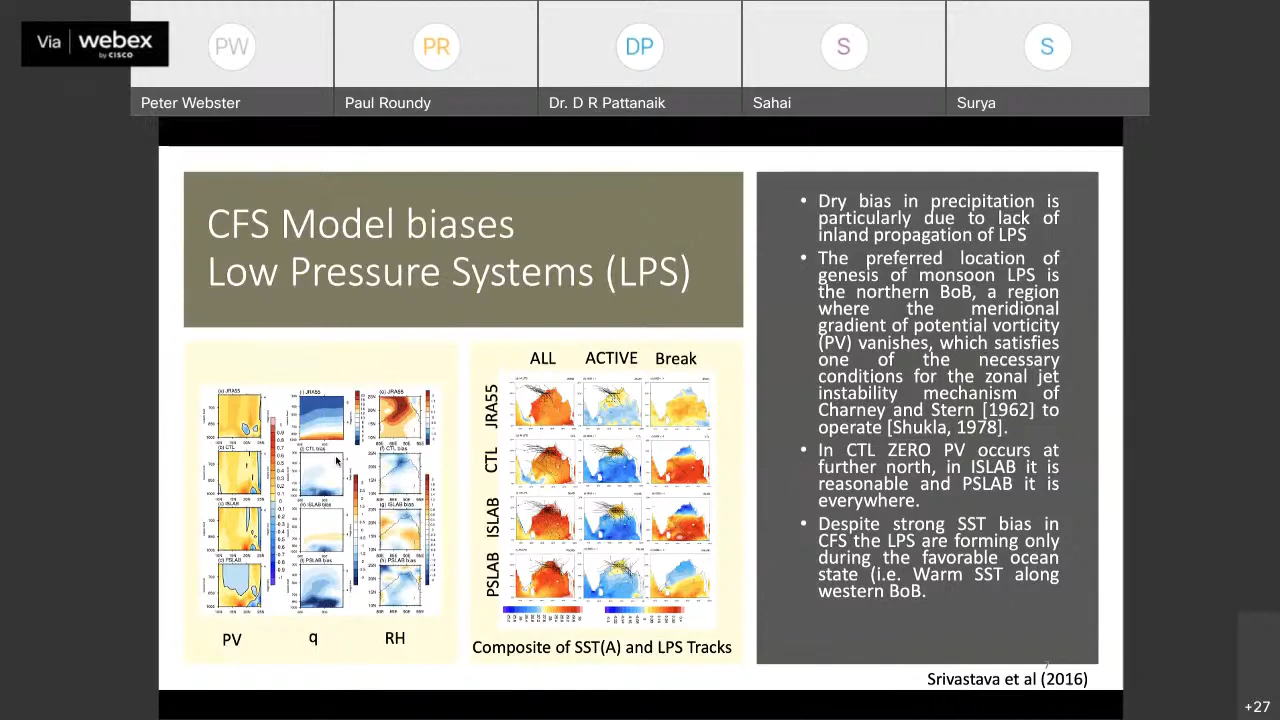 Via webex
by CISCO
PW
PR
DP
S
S
Peter Webster
Paul Roundy
Dr. D R Pattanaik
Sahai
Surya
CFS Model biases
Low Pressure Systems (LPS)
PV
q
RH
ALL
ACTIVE
Break
JRA55
CTL
ISLAB
PSLAB
Composite of SST(A) and LPS Tracks
• Dry bias in precipitation is
particularly due to lack of
inland propagation of LPS
• The preferred location of
genesis of monsoon LPS is
the northern BoB, a region
where the meridional
gradient of potential vorticity
(PV) vanishes, which satisfies
one of the necessary
conditions for the zonal jet
instability mechanism of
Charney and Stern [1962] to
operate [Shukla, 1978].
• In CTL ZERO PV occurs at
further north, in ISLAB it is
reasonable and PSLAB it is
everywhere.
• Despite strong SST bias in
CFS the LPS are forming only
during the favorable ocean
state (i.e. Warm SST along
western BoB.
7
Srivastava et al (2016)
+27